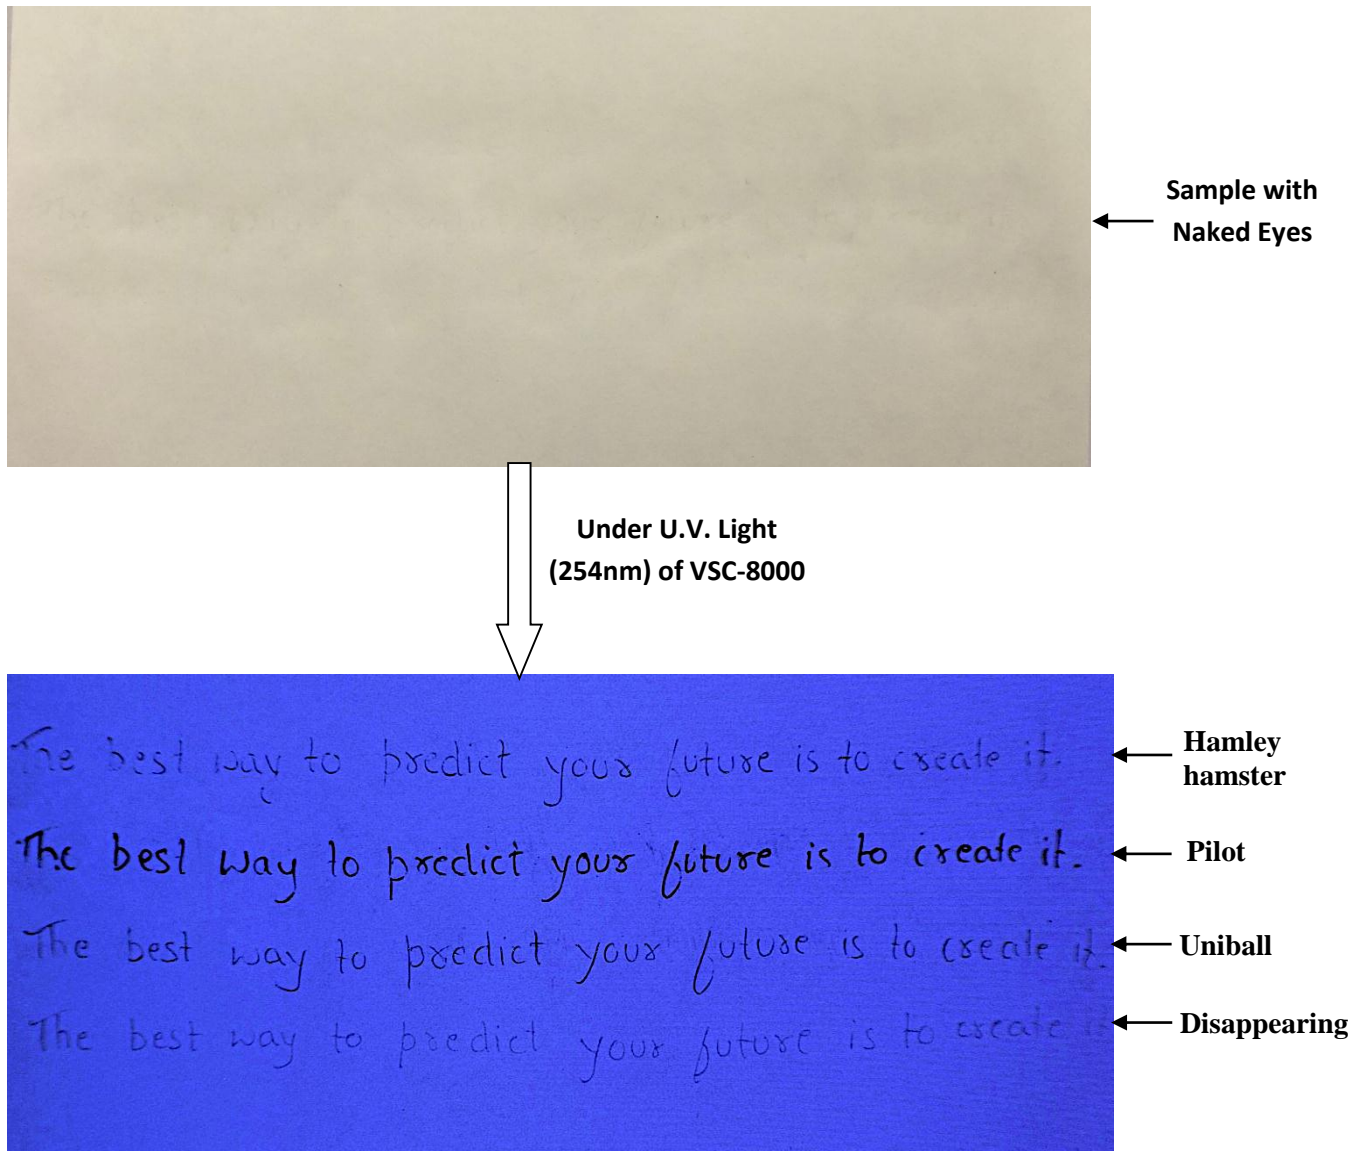 Sample with
Naked Eyes
Under U.V. Light
(254nm) of VSC-8000
The best way to predict your future is to create it.
Hamley
hamster
The best way to predict your future is to create it.
Pilot
The best way to predict your future is to create it.
Uniball
The best way to predict your future is to create
Disappearing